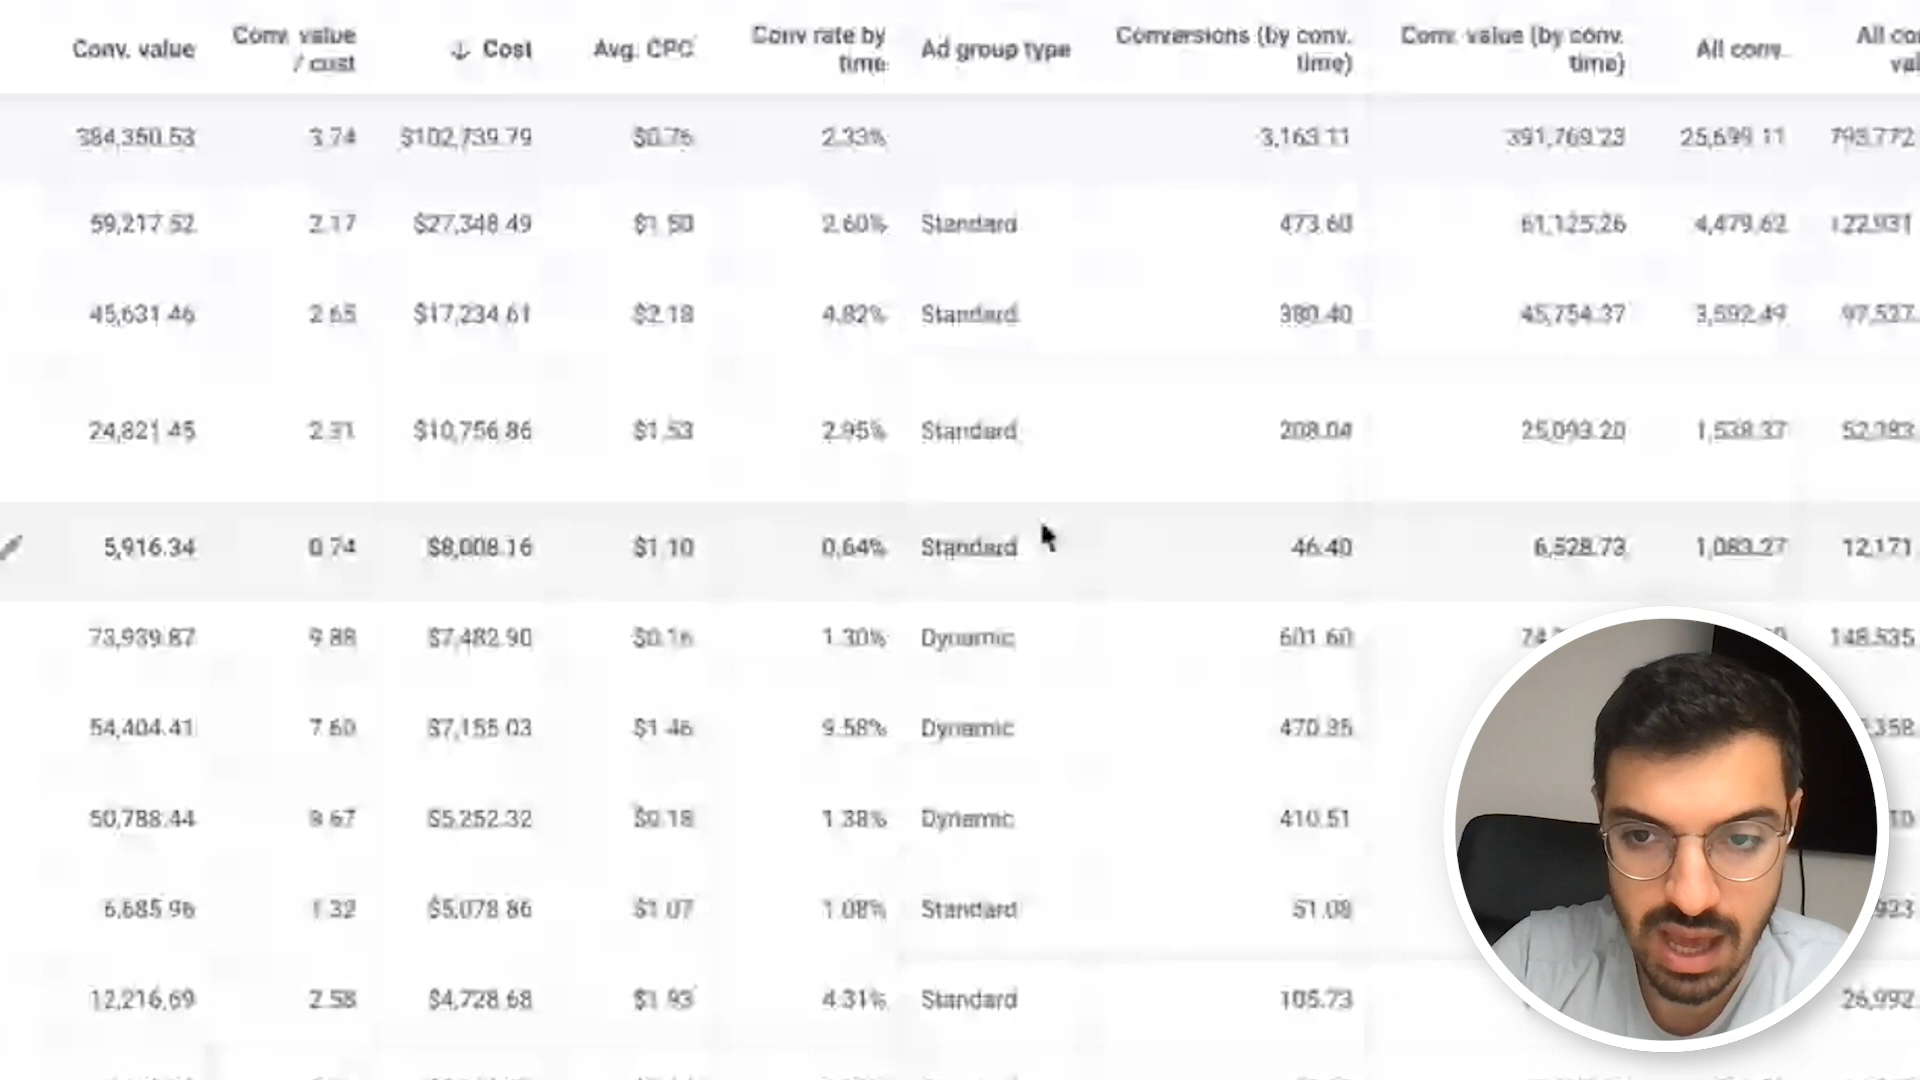 Conv. value Conv. value / cost ↓ Cost Avg. CPC Conv rate by time Ad group type Conversions (by conv. time) Conv. value (by conv. time) All conv.
384,350.53 3.74 $102,739.79 $0.76 2.33% 3,163.11 391,769.23 25,699.11
59,217.52 2.17 $27,348.49 $1.50 2.60% Standard 473.60 61,125.26 4,479.62 122,931
45,631.46 2.65 $17,234.61 $2.18 4.82% Standard 380.40 45,754.37 3,592.49 97,527
24,821.45 2.31 $10,756.86 $1.53 2.95% Standard 208.04 25,093.20 1,538.37
5,916.34 0.74 $8,008.16 $1.10 0.64% Standard 46.40 6,528.73 1,083.27 12,171
73,939.87 9.88 $7,482.90 $0.16 1.30% Dynamic 601.60 148,535
54,404.41 7.60 $7,155.03 $1.46 9.58% Dynamic 470.35
50,788.44 9.67 $5,252.32 $0.18 1.38% Dynamic 410.51
6,685.96 1.32 $5,078.86 $1.07 1.08% Standard 51.08
12,216.69 2.58 $4,728.68 $1.93 4.31% Standard 105.73 26,992